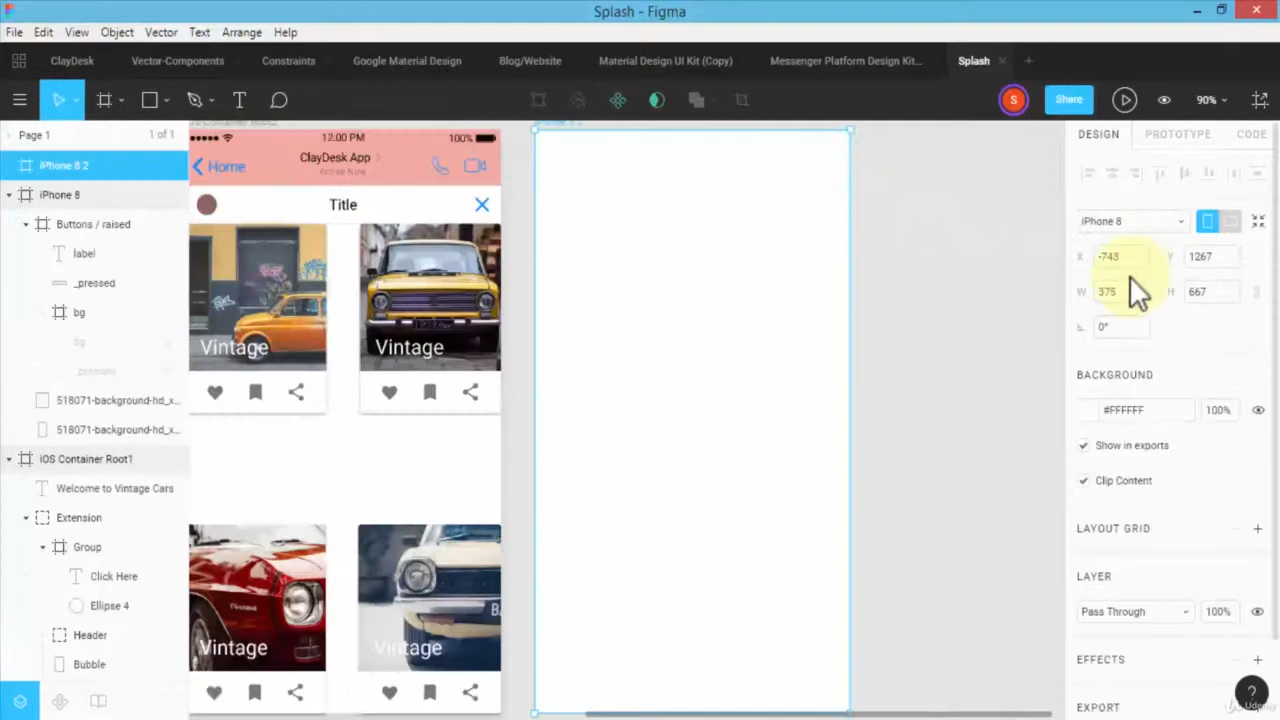 Splash - Figma
File Edit View Object Vector Text Arrange Help
ClayDesk Vector-Components Constraints Google Material Design Blog/Website Material Design UI Kit (Copy) Messenger Platform Design Kit... Splash
S Share 90%
Page 1 1 of 1
iPhone 8 2
iPhone 8
Buttons / raised
label
_pressed
bg
bg
518071-background-hd_x...
518071-background-hd_x...
iOS Container Root1
Welcome to Vintage Cars
Extension
Group
Click Here
Ellipse 4
Header
Bubble
12:00 PM 100%
Home ClayDesk App
Active Now
Title
Vintage Vintage
Vintage Vintage
DESIGN PROTOTYPE CODE
iPhone 8
X -743 Y 1267
W 375 H 667
0°
BACKGROUND
#FFFFFF 100%
Show in exports
Clip Content
LAYOUT GRID
LAYER
Pass Through 100%
EFFECTS
EXPORT
?
Udemy